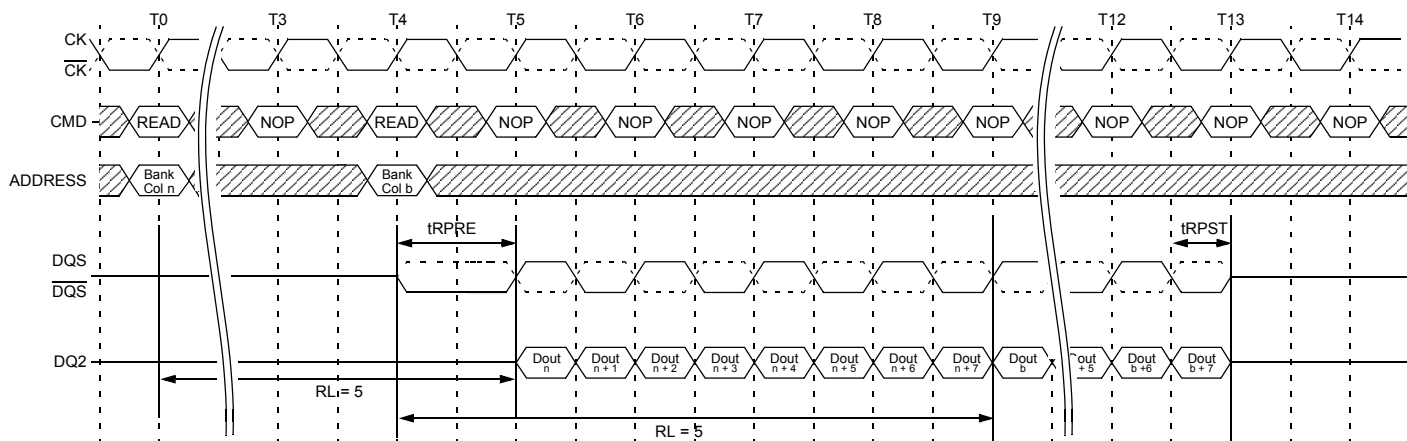 T0 T3 T4 T5 T6 T7 T8 T9 T12 T13 T14
CK
CK
CMD READ NOP READ NOP NOP NOP NOP NOP NOP NOP NOP
ADDRESS Bank Col n Bank Col b
tRPRE tRPST
DQS
DQS
DQ2 Dout n Dout n + 1 Dout n + 2 Dout n + 3 Dout n + 4 Dout n + 5 Dout n + 6 Dout n + 7 Dout b + 5 Dout b +6 Dout b + 7
RL = 5
RL = 5